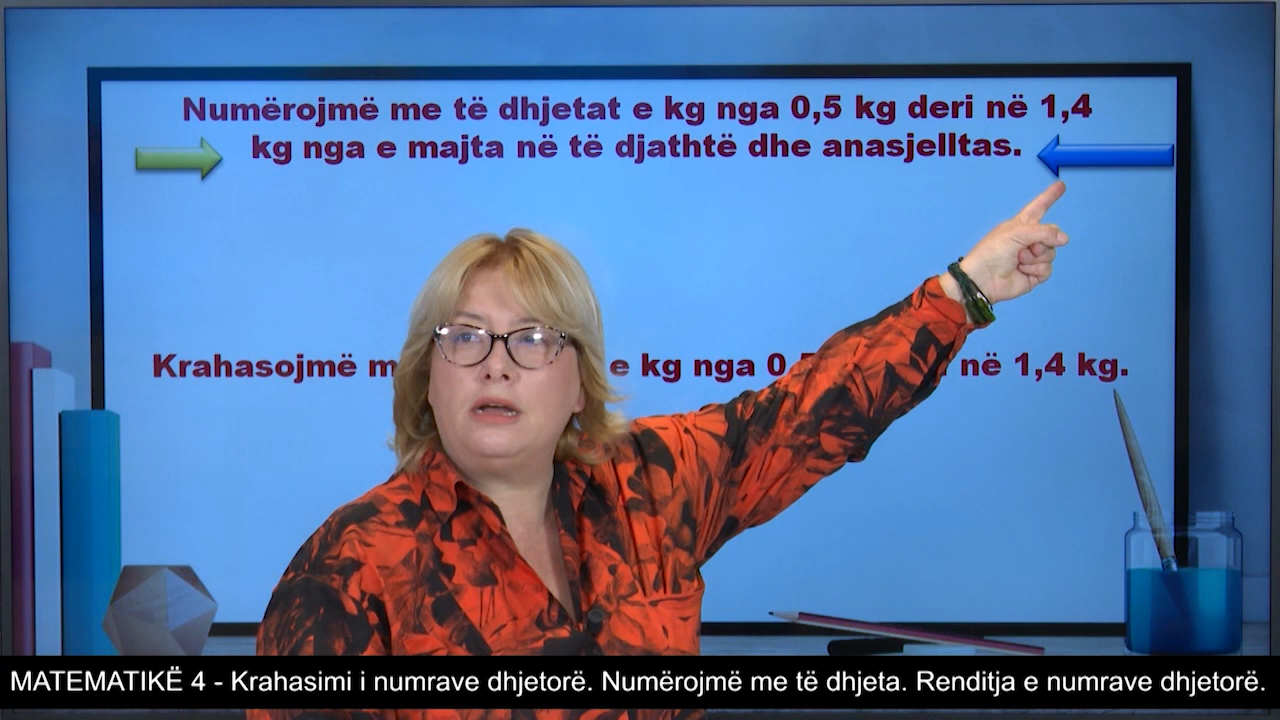 Numërojmë me të dhjetat e kg nga 0,5 kg deri në 1,4
kg nga e majta në të djathtë dhe anasjelltas.
Krahasojmë e kg nga në 1,4 kg.
MATEMATIKË 4 - Krahasimi i numrave dhjetorë. Numërojmë me të dhjeta. Renditja e numrave dhjetorë.